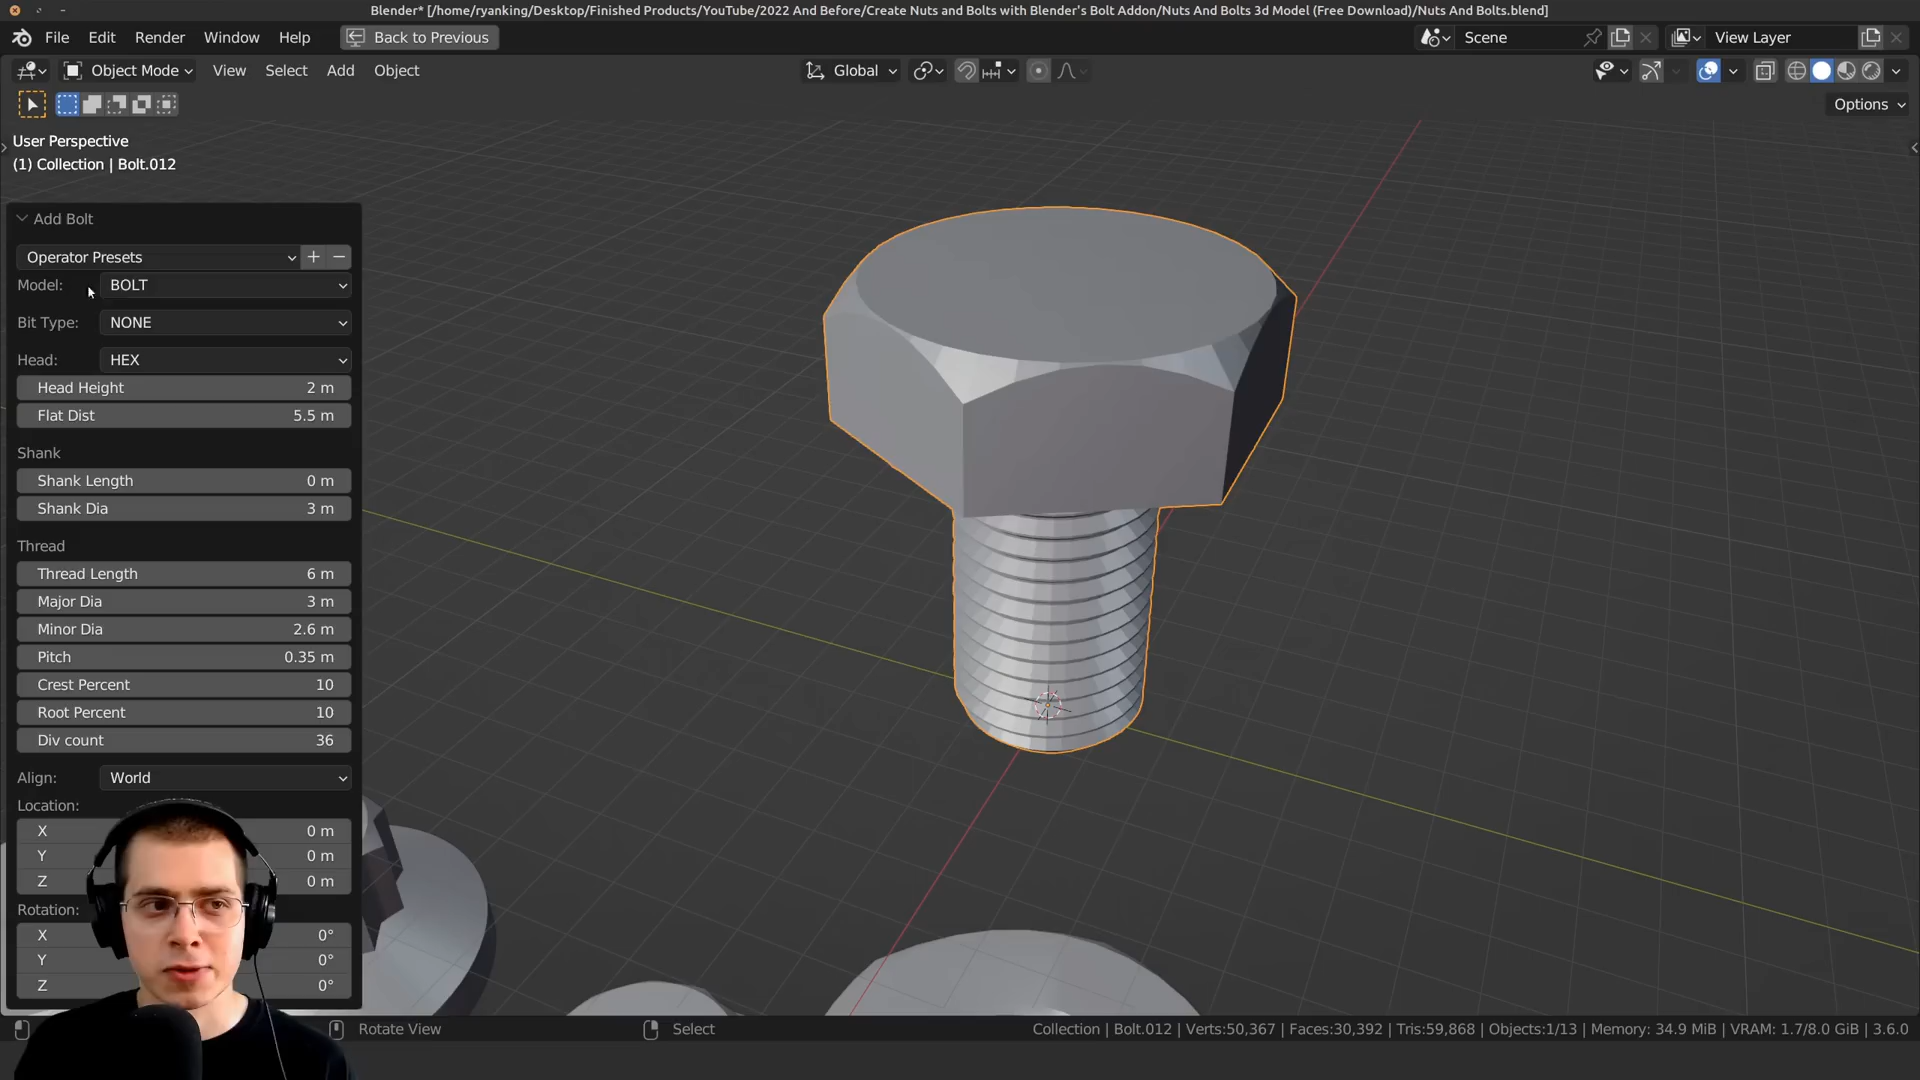 Blender* [/home/ryanking/Desktop/Finished Products/YouTube/2022 And Before/Create Nuts and Bolts with Blender's Bolt Addon/Nuts And Bolts 3d Model (Free Download)/Nuts And Bolts.blend]
File Edit Render Window Help Back to Previous Scene View Layer
Object Mode View Select Add Object Global
Options
User Perspective
(1) Collection | Bolt.012
Add Bolt
Operator Presets
Model: BOLT
Bit Type: NONE
Head: HEX
Head Height 2 m
Flat Dist 5.5 m
Shank
Shank Length 0 m
Shank Dia 3 m
Thread
Thread Length 6 m
Major Dia 3 m
Minor Dia 2.6 m
Pitch 0.35 m
Crest Percent 10
Root Percent 10
Div count 36
Align: World
Location:
X 0 m
Y 0 m
Z 0 m
Rotation:
X 0°
Y 0°
Z 0°
Rotate View Select Collection | Bolt.012 | Verts:50,367 | Faces:30,392 | Tris:59,868 | Objects:1/13 | Memory: 34.9 MiB | VRAM: 1.7/8.0 GiB | 3.6.0